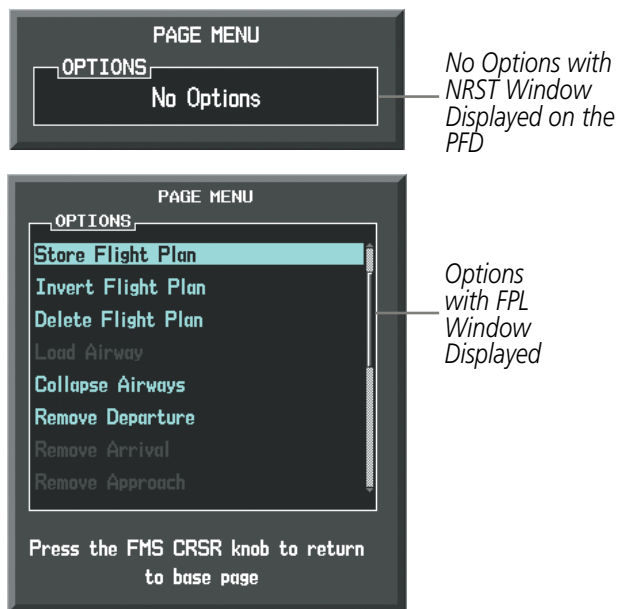 PAGE MENU
OPTIONS
No Options
No Options with
NRST Window
Displayed on the
PFD
PAGE MENU
OPTIONS
Store Flight Plan
Invert Flight Plan
Delete Flight Plan
Load Airway
Collapse Airways
Remove Departure
Remove Arrival
Remove Approach
Press the FMS CRSR knob to return
to base page
Options
with FPL
Window
Displayed